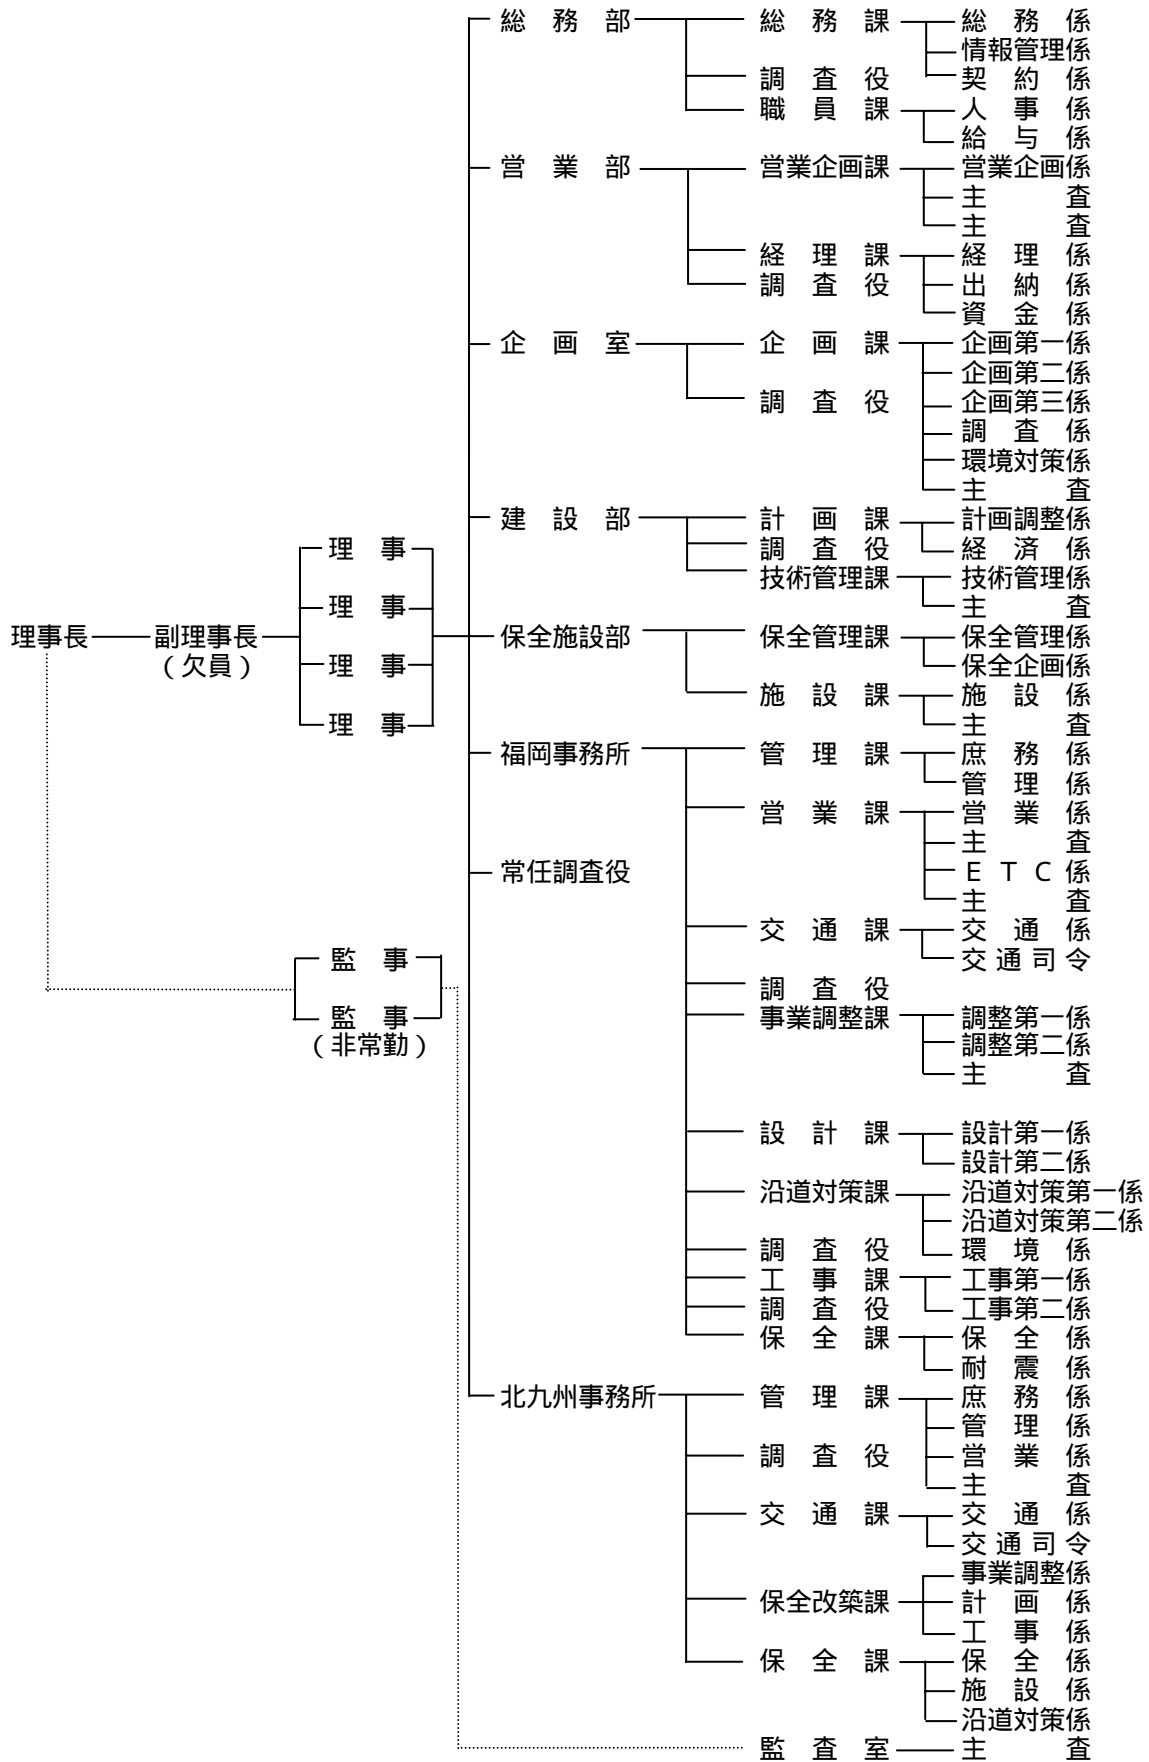 総務部 総務課 総務係
情報管理係
調査役 契約係
職員課 人事係
給与係
営業部 営業企画課 営業企画係
主査
主査
経理課 経理係
調査役 出納係
資金係
企画室 企画課 企画第一係
企画第二係
調査役 企画第三係
調査係
環境対策係
主査
建設部 計画課 計画調整係
理事 調査役 経済係
技術管理課 技術管理係
理事 主査
理事長 副理事長 保全施設部 保全管理課 保全管理係
(欠員) 理事 保全企画係
施設課 施設係
理事 主査
福岡事務所 管理課 庶務係
管理係
営業課 営業係
主査
常任調査役 ETC係
主査
交通課 交通係
監事 交通司令
調査役
監事 事業調整課 調整第一係
(非常勤) 調整第二係
主査
設計課 設計第一係
設計第二係
沿道対策課 沿道対策第一係
沿道対策第二係
調査役 環境係
工事課 工事第一係
調査役 工事第二係
保全課 保全係
耐震係
北九州事務所 管理課 庶務係
管理係
調査役 営業係
主査
交通課 交通係
交通司令
事業調整係
保全改築課 計画係
工事係
保全課 保全係
施設係
沿道対策係
監査室 主査